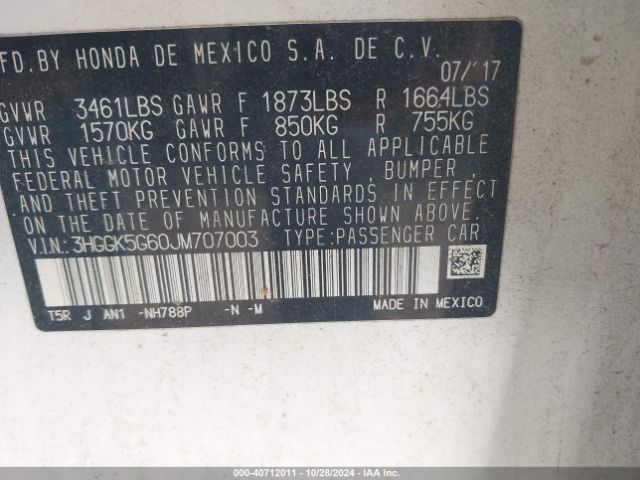 FD. BY HONDA DE MEXICO S.A. DE C.V.
07/'17
GVWR 3461LBS GAWR F 1873LBS R 1664LBS
GVWR 1570KG GAWR F 850KG R 755KG
THIS VEHICLE CONFORMS TO ALL APPLICABLE
FEDERAL MOTOR VEHICLE SAFETY , BUMPER ,
AND THEFT PREVENTION STANDARDS IN EFFECT
ON THE DATE OF MANUFACTURE SHOWN ABOVE.
V.I.N.: 3HGGK5G60JM707003 TYPE:PASSENGER CAR
T5R J AN1 -NH788P -N -M MADE IN MEXICO
000-40712011 | 10/28/2024 | IAA Inc.